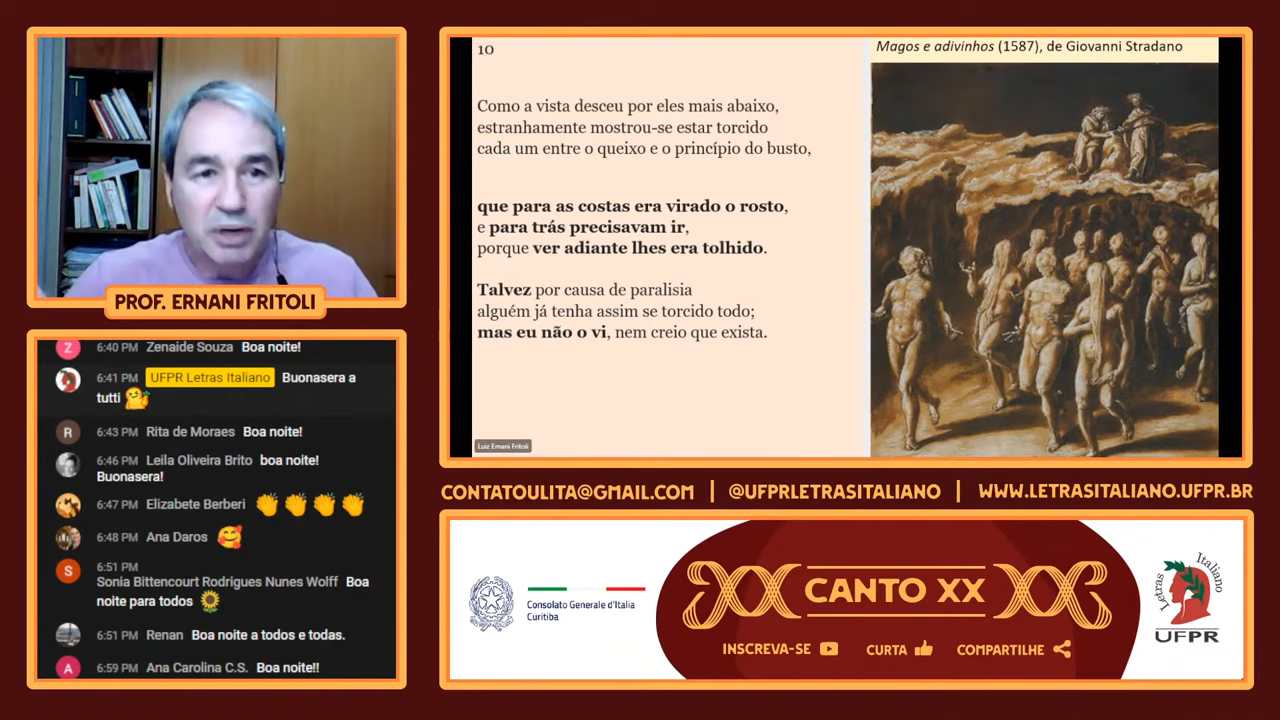 PROF. ERNANI FRITOLI
Z 6:40 PM Zenaide Souza Boa noite!
6:41 PM UFPR Letras Italiano Buonasera a
tutti
R 6:43 PM Rita de Moraes Boa noite!
6:46 PM Leila Oliveira Brito boa noite!
Buonasera!
6:47 PM Elizabete Berberi
6:48 PM Ana Daros
S 6:51 PM
Sonia Bittencourt Rodrigues Nunes Wolff Boa
noite para todos
6:51 PM Renan Boa noite a todos e todas.
A 6:59 PM Ana Carolina C.S. Boa noite!!
10
Como a vista desceu por eles mais abaixo,
estranhamente mostrou-se estar torcido
cada um entre o queixo e o princípio do busto,
que para as costas era virado o rosto,
e para trás precisavam ir,
porque ver adiante lhes era tolhido.
Talvez por causa de paralisia
alguém já tenha assim se torcido todo;
mas eu não o vi, nem creio que exista.
Luiz Ernani Fritoli
Magos e adivinhos (1587), de Giovanni Stradano
CONTATOULITA@GMAIL.COM | @UFPRLETRASITALIANO | WWW.LETRASITALIANO.UFPR.BR
Consolato Generale d'Italia
Curitiba
XX CANTO XX XX
INSCREVA-SE CURTA COMPARTILHE
Letras Italiano
UFPR